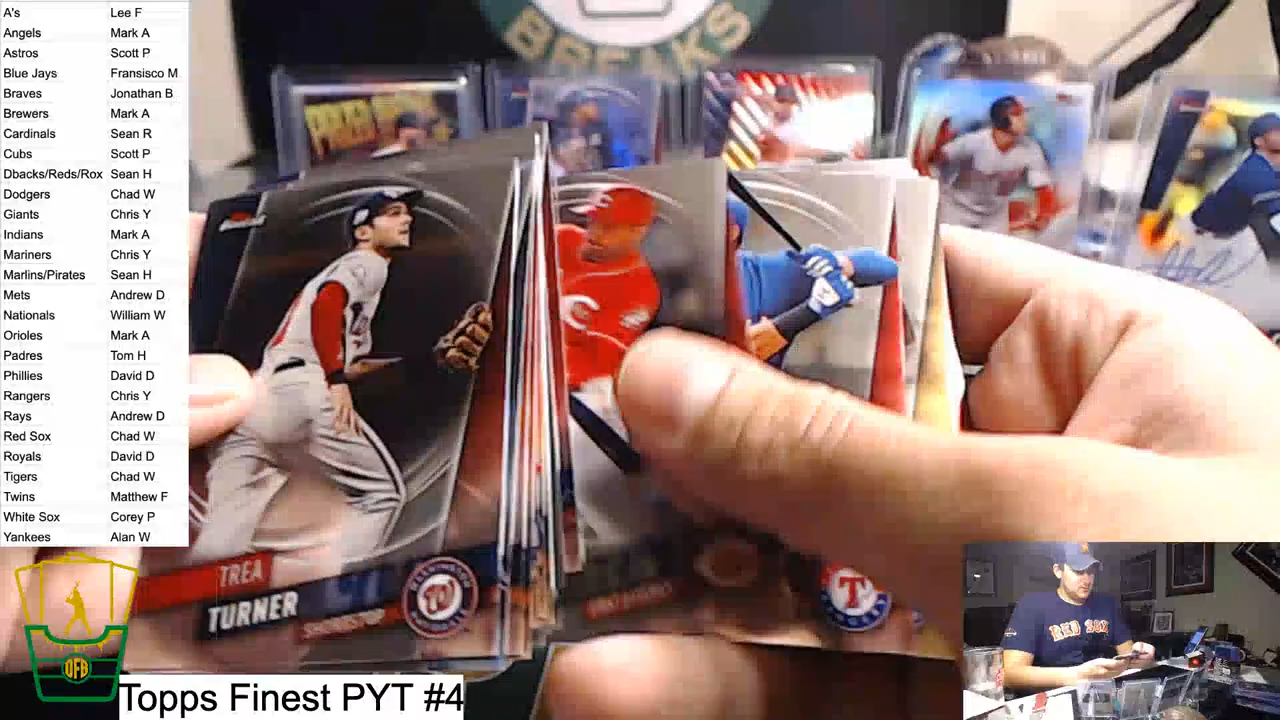 A's Lee F
Angels Mark A
Astros Scott P
Blue Jays Fransisco M
Braves Jonathan B
Brewers Mark A
Cardinals Sean R
Cubs Scott P
Dbacks/Reds/Rox Sean H
Dodgers Chad W
Giants Chris Y
Indians Mark A
Mariners Chris Y
Marlins/Pirates Sean H
Mets Andrew D
Nationals William W
Orioles Mark A
Padres Tom H
Phillies David D
Rangers Chris Y
Rays Andrew D
Red Sox Chad W
Royals David D
Tigers Chad W
Twins Matthew F
White Sox Corey P
Yankees Alan W
BREAKS
TREA
TURNER
SHORTSTOP
W
C
T
RED SOX
OFB
Topps Finest PYT #4